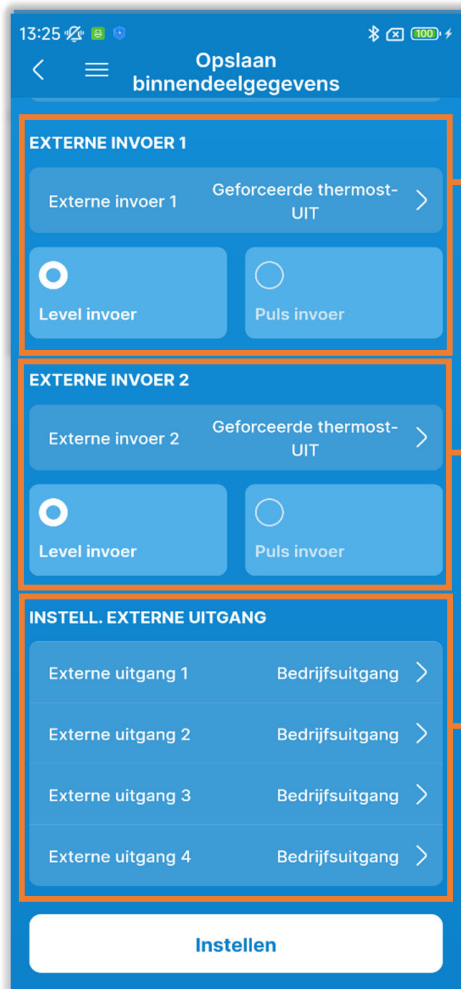 13:25
100
Opslaan
binnendeelgegevens
EXTERNE INVOER 1
Externe invoer 1
Geforceerde thermost-
UIT
Level invoer
Puls invoer
EXTERNE INVOER 2
Externe invoer 2
Geforceerde thermost-
UIT
Level invoer
Puls invoer
INSTELL. EXTERNE UITGANG
Externe uitgang 1 Bedrijfsuitgang
Externe uitgang 2 Bedrijfsuitgang
Externe uitgang 3 Bedrijfsuitgang
Externe uitgang 4 Bedrijfsuitgang
Instellen